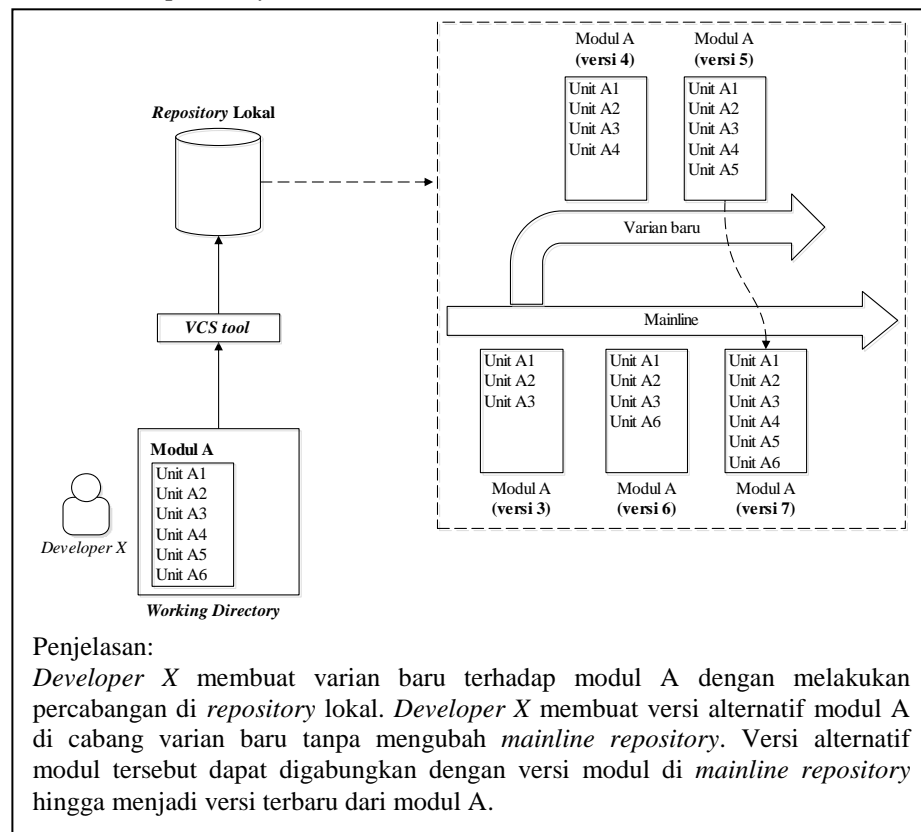 Modul A
(versi 4)
Modul A
(versi 5)
Unit A1
Unit A2
Unit A3
Unit A4
Unit A1
Unit A2
Unit A3
Unit A4
Unit A5
Repository Lokal
Varian baru
Mainline
VCS tool
Unit A1
Unit A2
Unit A3
Unit A1
Unit A2
Unit A3
Unit A6
Unit A1
Unit A2
Unit A3
Unit A4
Unit A5
Unit A6
Modul A
(versi 3)
Modul A
(versi 6)
Modul A
(versi 7)
Modul A
Unit A1
Unit A2
Unit A3
Unit A4
Unit A5
Unit A6
Developer X
Working Directory
Penjelasan:
Developer X membuat varian baru terhadap modul A dengan melakukan
percabangan di repository lokal. Developer X membuat versi alternatif modul A
di cabang varian baru tanpa mengubah mainline repository. Versi alternatif
modul tersebut dapat digabungkan dengan versi modul di mainline repository
hingga menjadi versi terbaru dari modul A.